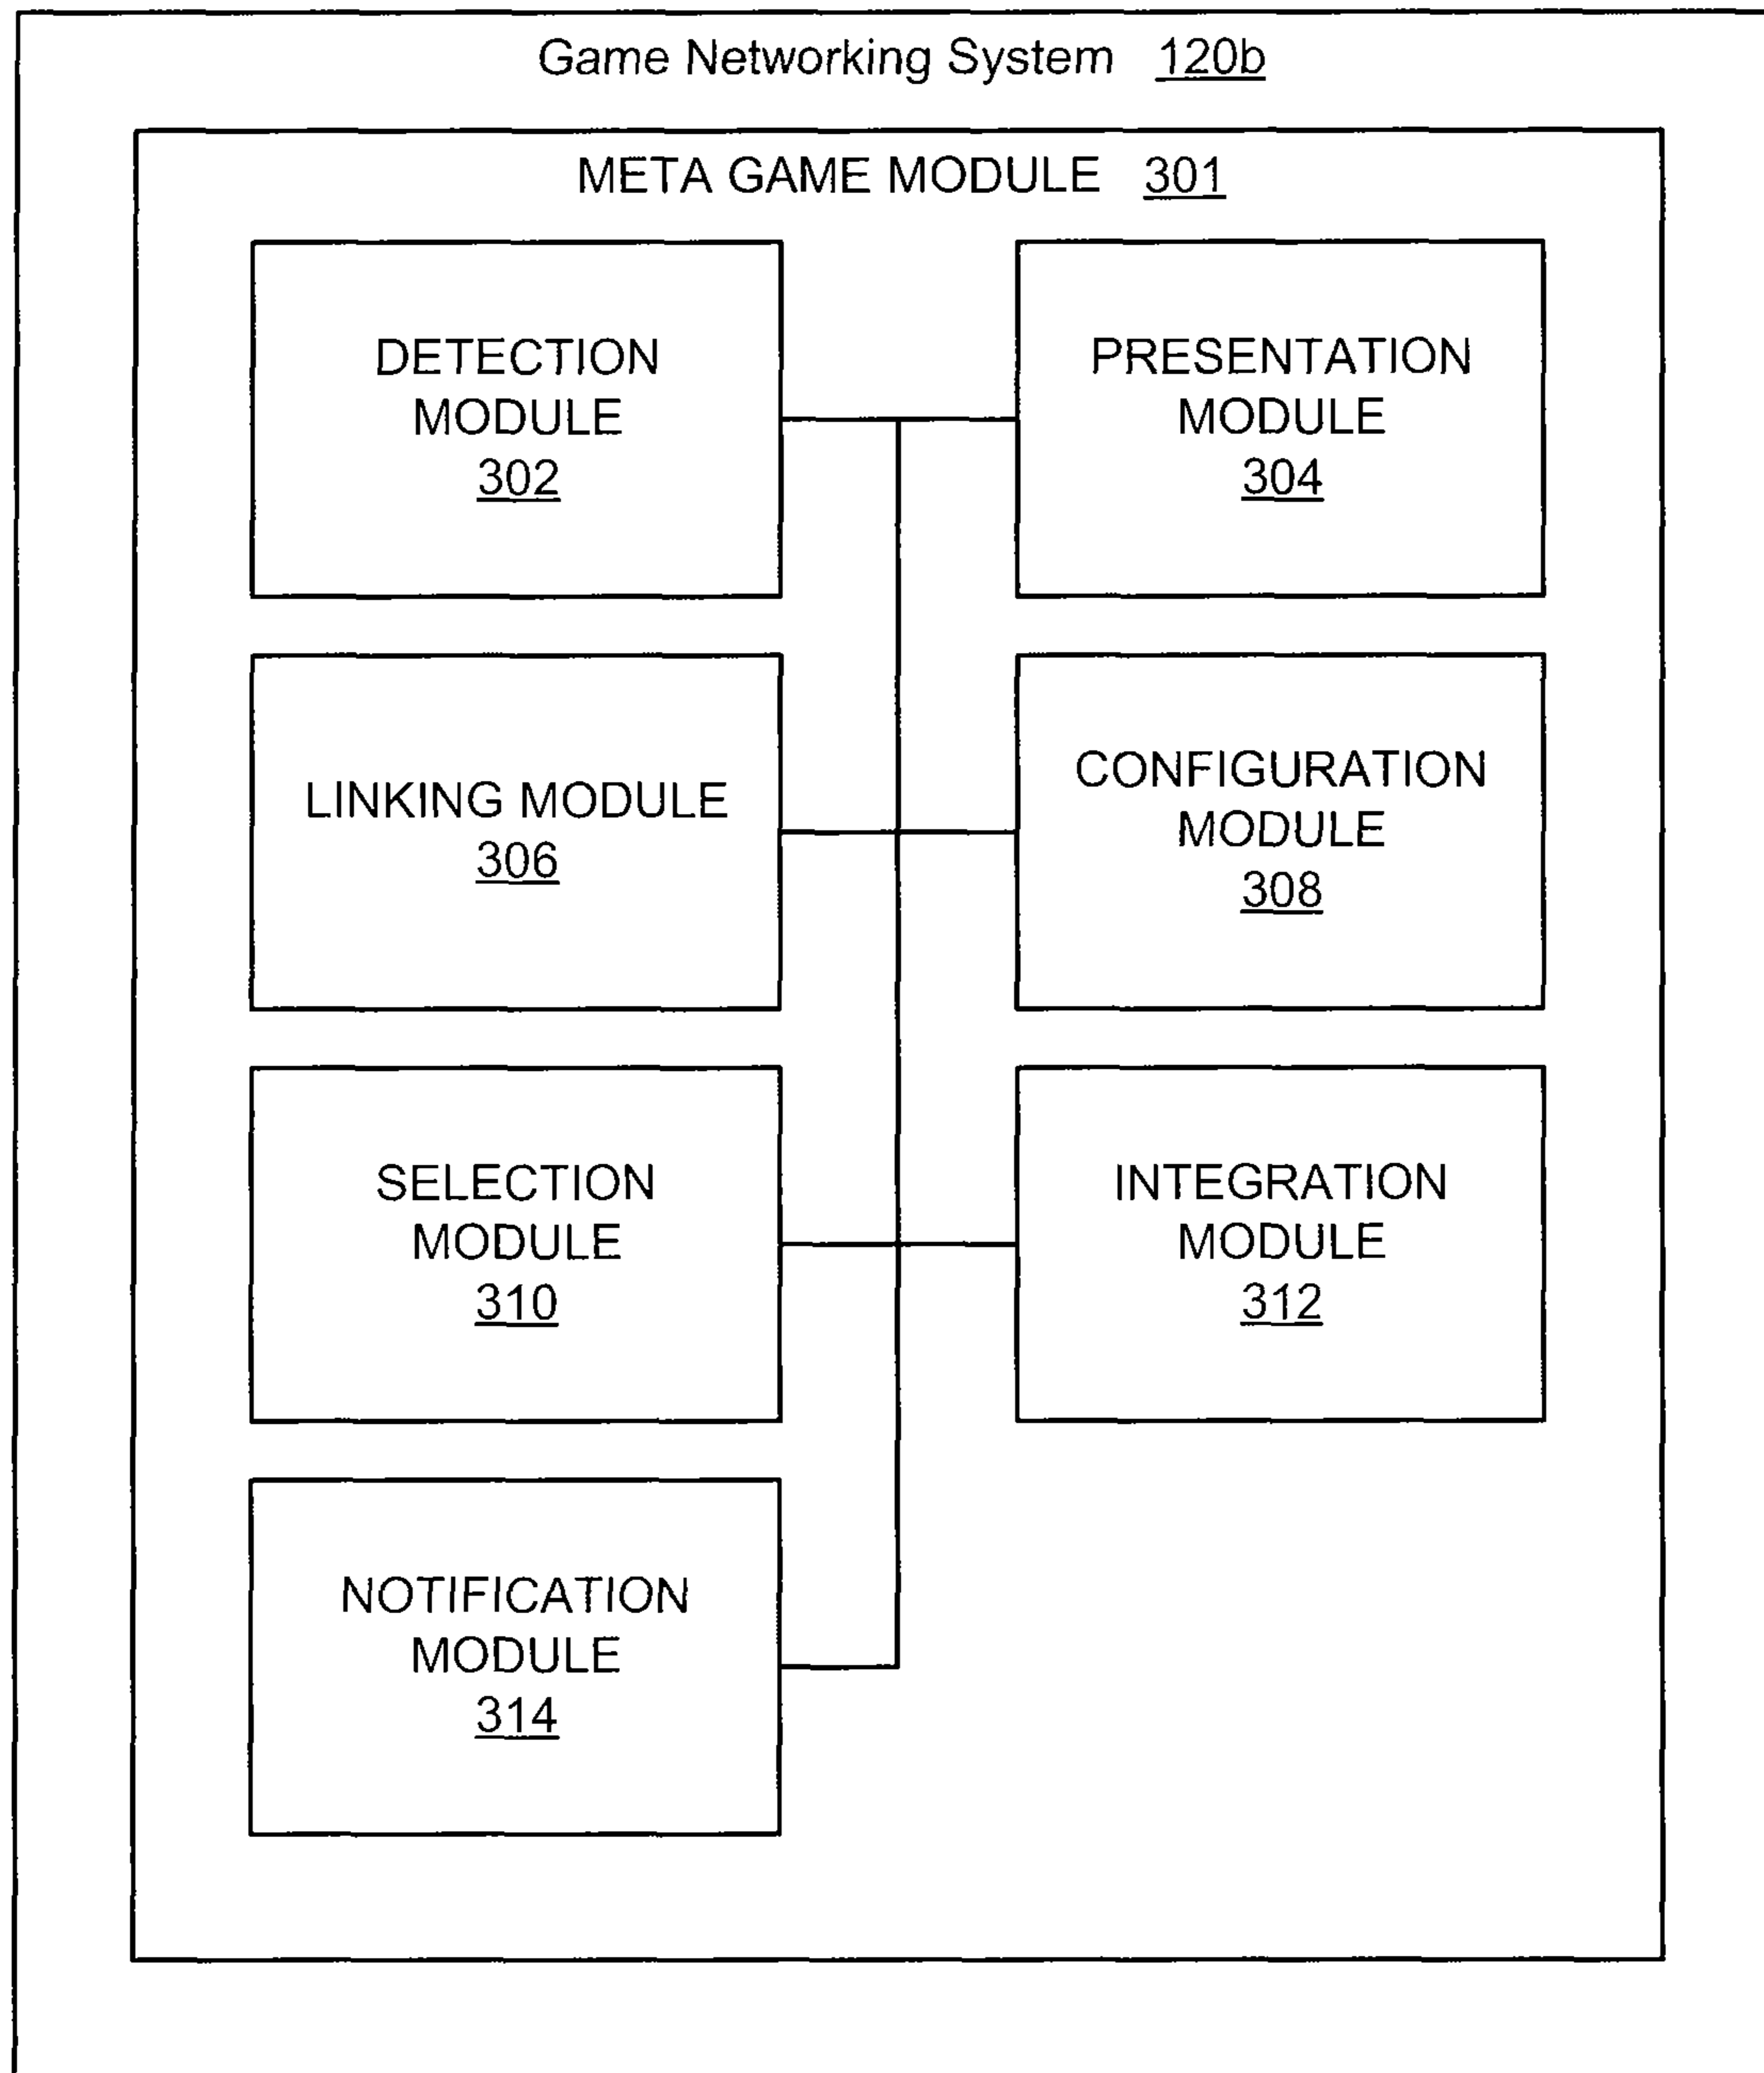 Game Networking System 120b
META GAME MODULE 301
DETECTION
MODULE
302
PRESENTATION
MODULE
304
LINKING MODULE
306
CONFIGURATION
MODULE
308
SELECTION
MODULE
310
INTEGRATION
MODULE
312
NOTIFICATION
MODULE
314